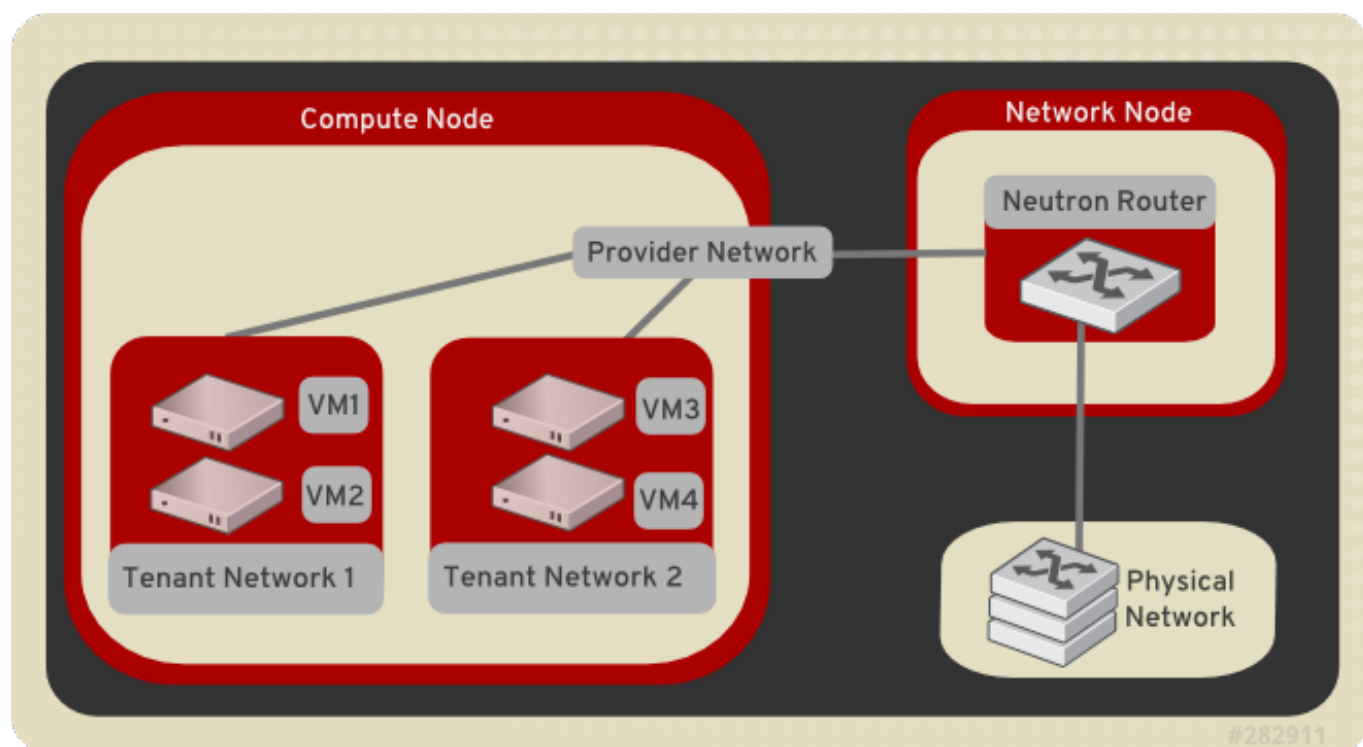 Compute Node
Network Node
Neutron Router
Provider Network
VM1
VM3
VM2
VM4
Tenant Network 1
Tenant Network 2
Physical
Network
#282911